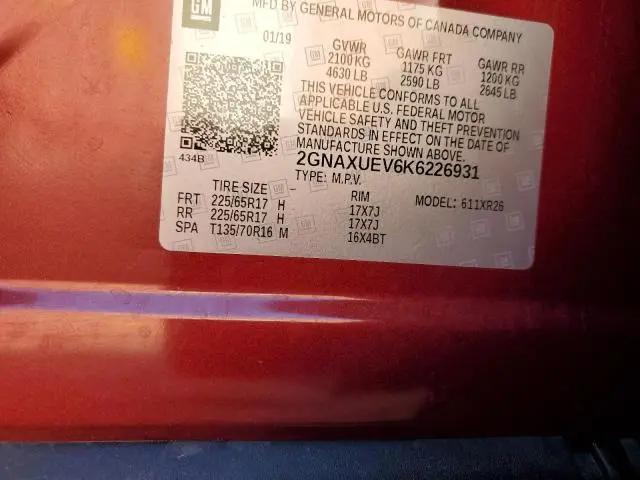 GM
MFD BY GENERAL MOTORS OF CANADA COMPANY
01/19
GVWR GAWR FRT GAWR RR
2100 KG 1175 KG 1200 KG
4630 LB 2590 LB 2645 LB
THIS VEHICLE CONFORMS TO ALL
APPLICABLE U.S. FEDERAL MOTOR
VEHICLE SAFETY AND THEFT PREVENTION
STANDARDS IN EFFECT ON THE DATE OF
MANUFACTURE SHOWN ABOVE.
434B
2GNAXUEV6K6226931
TYPE: M.P.V.
TIRE SIZE – RIM MODEL: 611XR26
FRT 225/65R17 H 17X7J
RR 225/65R17 H 17X7J
SPA T135/70R16 M 16X4BT